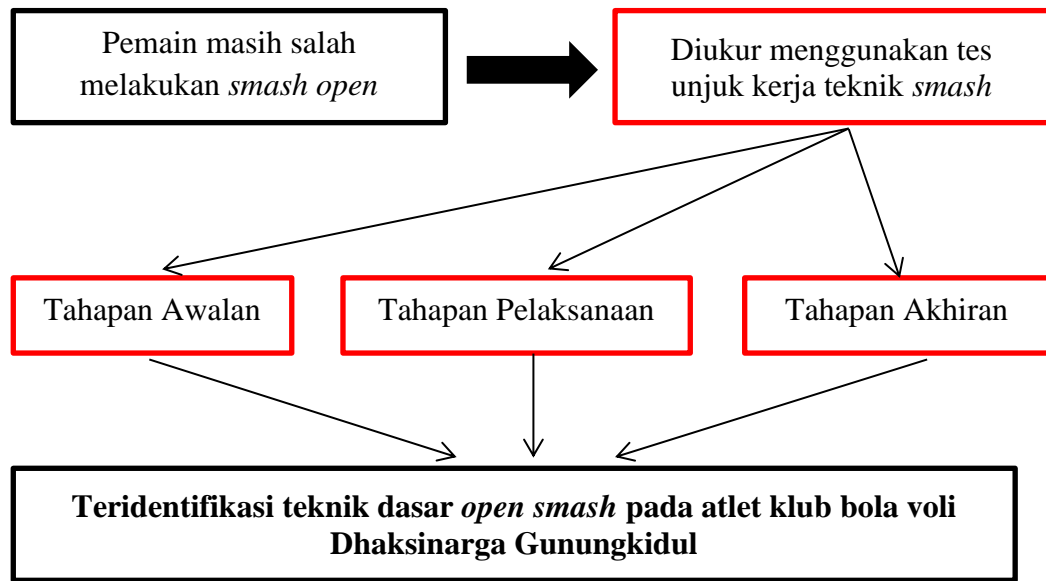 Pemain masih salah
melakukan smash open
Diukur menggunakan tes
unjuk kerja teknik smash
Tahapan Awalan
Tahapan Pelaksanaan
Tahapan Akhiran
Teridentifikasi teknik dasar open smash pada atlet klub bola voli
Dhaksinarga Gunungkidul